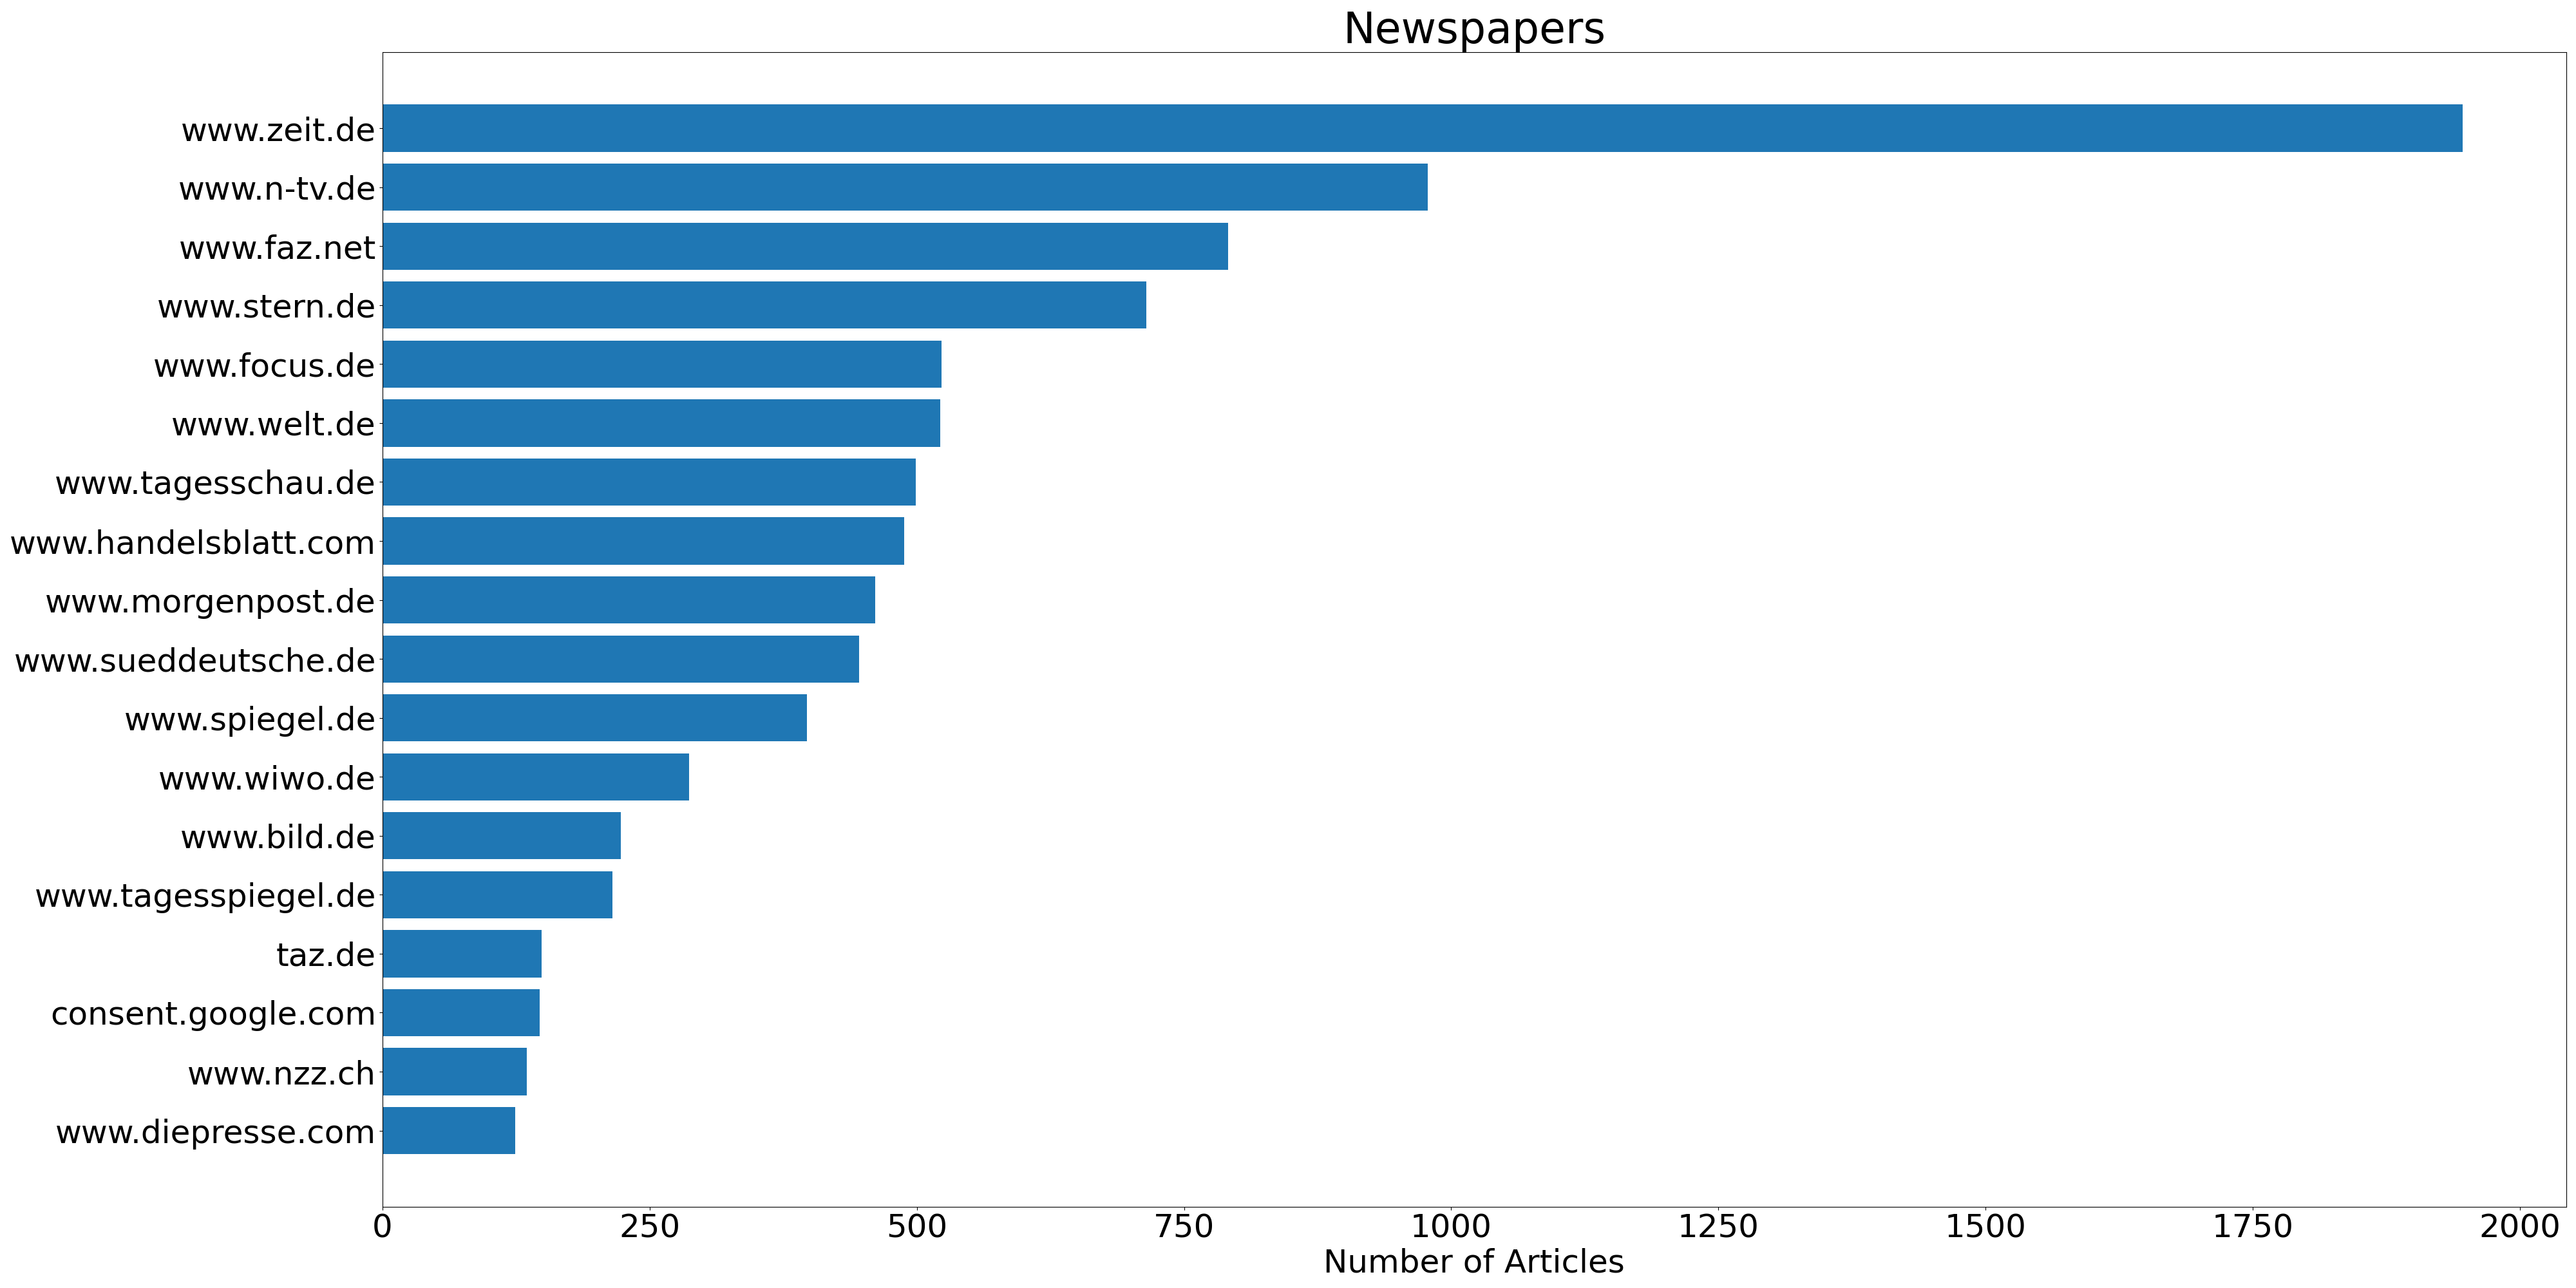 Newspapers
www.zeit.de
www.n-tv.de
www.faz.net
www.stern.de
www.focus.de
www.welt.de
www.tagesschau.de
www.handelsblatt.com
www.morgenpost.de
www.sueddeutsche.de
www.spiegel.de
www.wiwo.de
www.bild.de
www.tagesspiegel.de
taz.de
consent.google.com
www.nzz.ch
www.diepresse.com
0 250 500 750 1000 1250 1500 1750 2000
Number of Articles